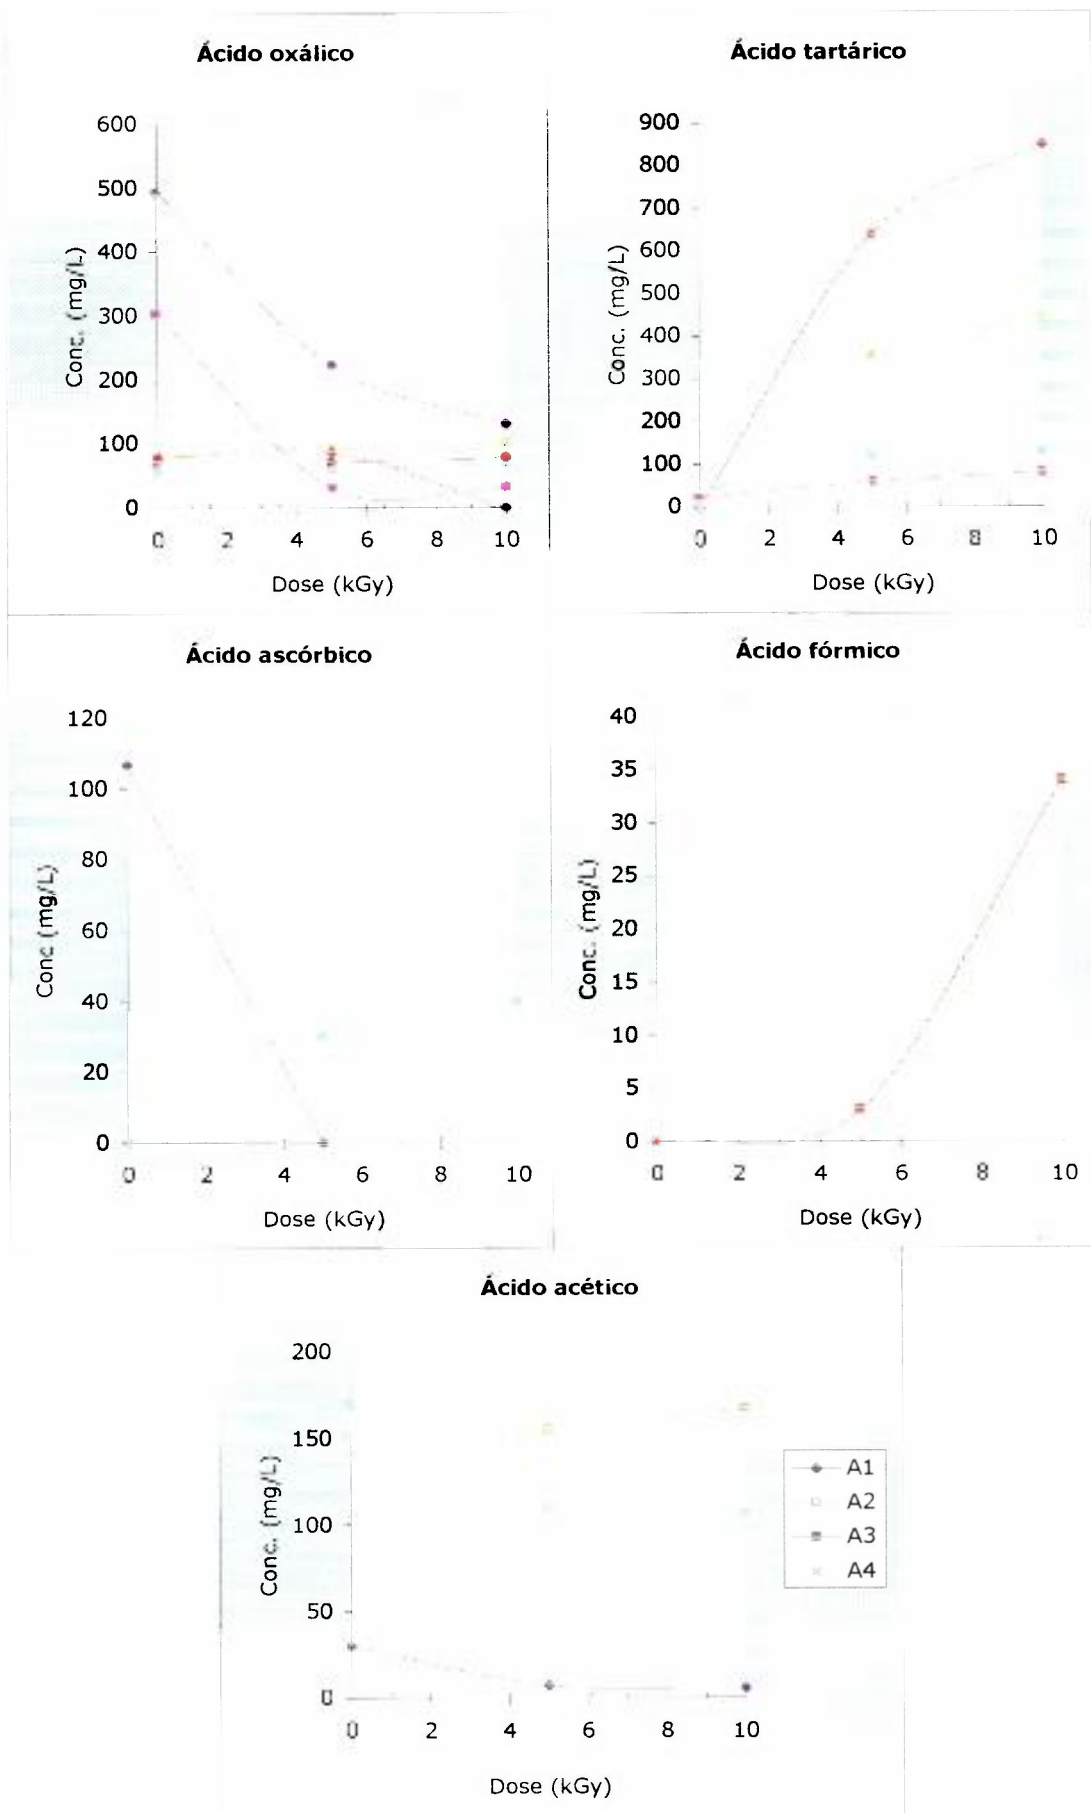 Ácido oxálico
600
500
400
300
200
100
0
Conc. (mg/L)
0 2 4 6 8 10
Dose (kGy)
Ácido tartárico
900
800
700
600
500
400
300
200
100
0
Conc. (mg/L)
0 2 4 6 8 10
Dose (kGy)
Ácido ascórbico
120
100
80
60
40
20
0
Conc (mg/L)
0 2 4 6 8 10
Dose (kGy)
Ácido fórmico
40
35
30
25
20
15
10
5
0
Conc. (mg/L)
0 2 4 6 8 10
Dose (kGy)
Ácido acético
200
150
100
50
0
Conc. (mg/L)
0 2 4 6 8 10
Dose (kGy)
A1
A2
A3
A4